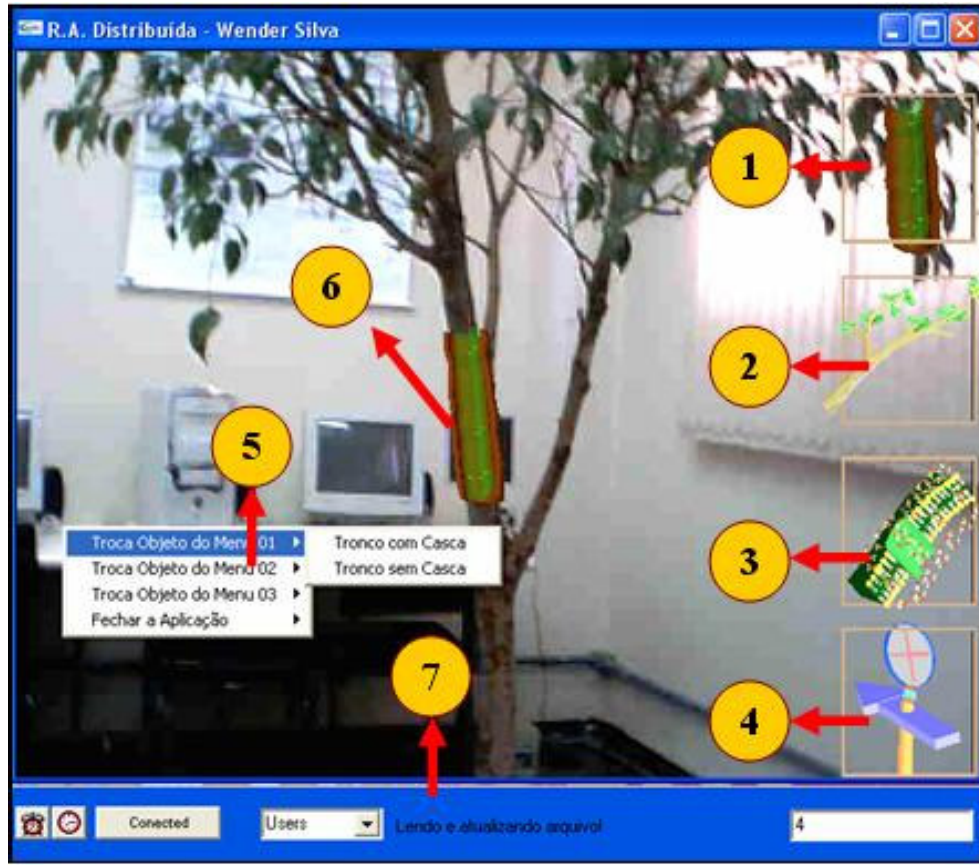 R.A. Distribuída - Wender Silva
1
2
3
4
5
6
7
Troca Objeto do Menu 01
Tronco com Casca
Tronco sem Casca
Troca Objeto do Menu 02
Troca Objeto do Menu 03
Fechar a Aplicação
Conected
Users
Lendo e atualizando arquivo!
4